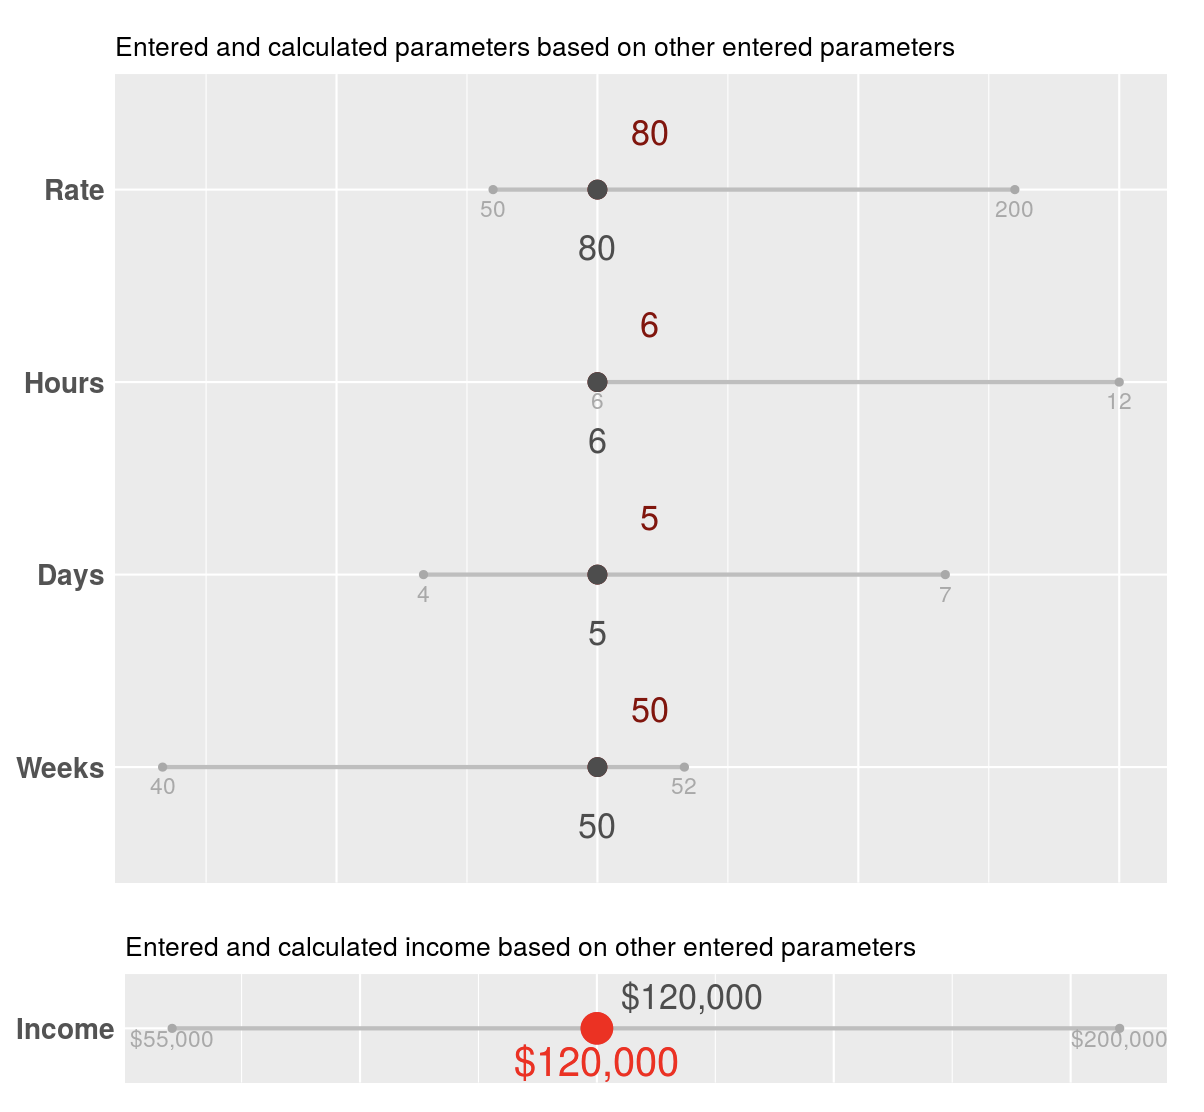 Entered and calculated parameters based on other entered parameters
80
Rate
50 200
80
6
Hours
6 12
6
5
Days
4 7
5
50
Weeks
40 52
50
Entered and calculated income based on other entered parameters
$120,000
Income
$55,000 $200,000
$120,000